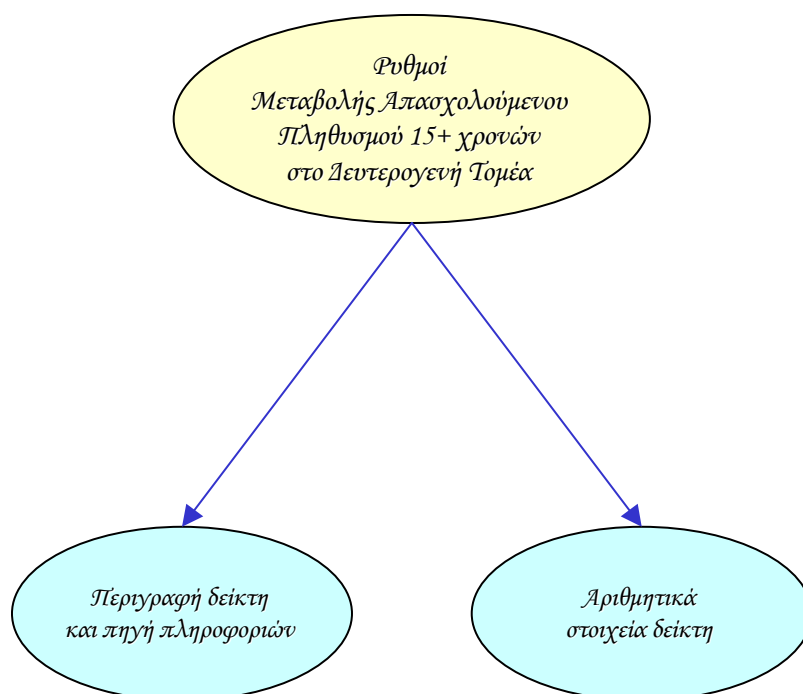 Ρυθμοί
Μεταβολής Απασχολούμενου
Πληθυσμού 15+ χρονών
στο Δευτερογενή Τομέα
Περιγραφή δείκτη
και πηγή πληροφοριών
Αριθμητικά
στοιχεία δείκτη